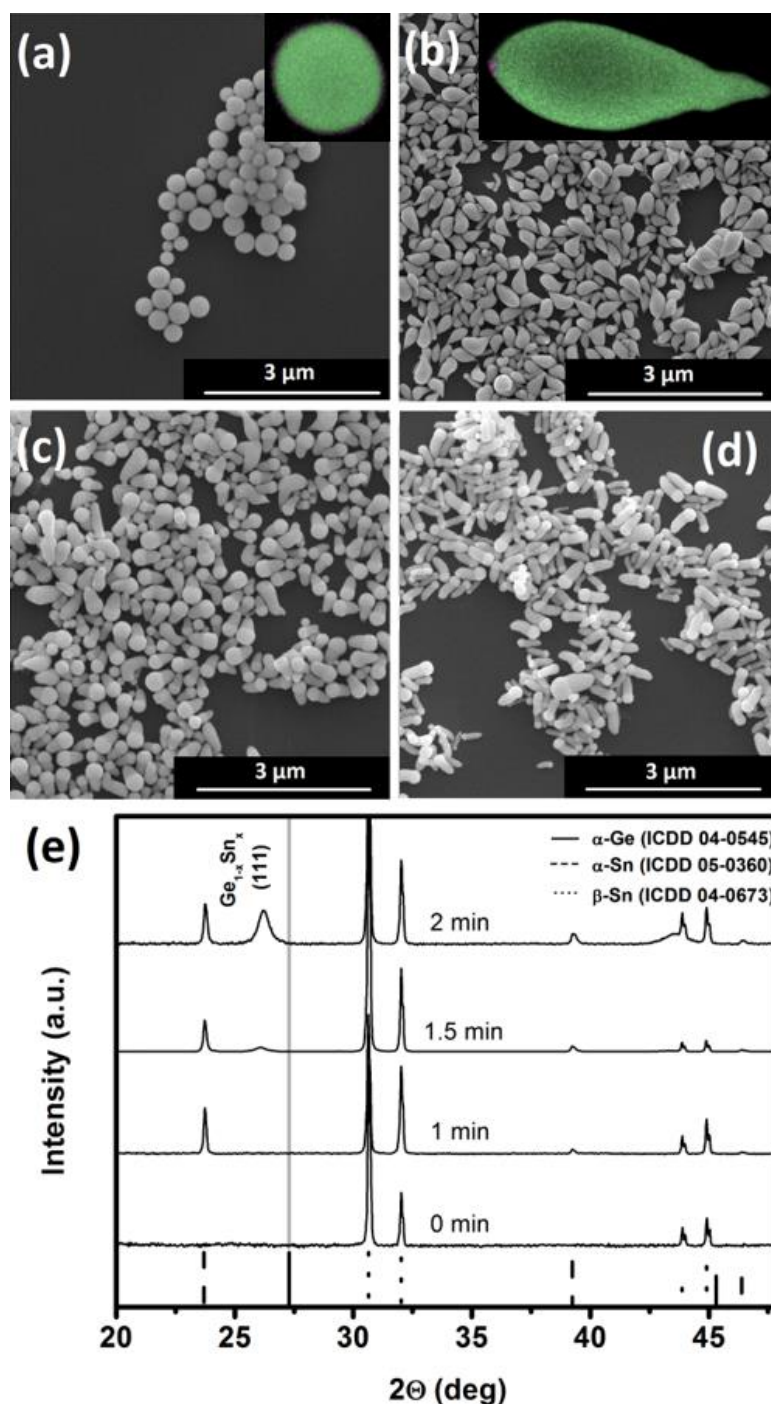 (a)
3 µm
(b)
3 µm
(c)
3 µm
(d)
3 µm
(e)
Ge1-xSnx
(111)
α-Ge (ICDD 04-0545)
α-Sn (ICDD 05-0360)
β-Sn (ICDD 04-0673)
2 min
1.5 min
1 min
0 min
Intensity (a.u.)
20 25 30 35 40 45
2Θ (deg)